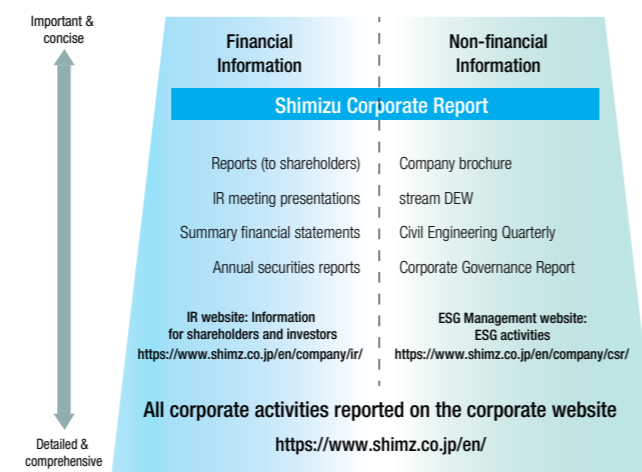 Important &
concise
Financial
Information
Non-financial
Information
Shimizu Corporate Report
Reports (to shareholders)
Company brochure
IR meeting presentations
stream DEW
Summary financial statements
Civil Engineering Quarterly
Annual securities reports
Corporate Governance Report
IR website: Information
for shareholders and investors
https://www.shimz.co.jp/en/company/ir/
ESG Management website:
ESG activities
https://www.shimz.co.jp/en/company/csr/
All corporate activities reported on the corporate website
https://www.shimz.co.jp/en/
Detailed &
comprehensive